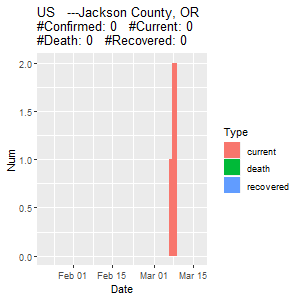 US   ---Jackson County, OR
#Confirmed: 0   #Current: 0
#Death: 0   #Recovered: 0
Num
2.0
1.5
1.0
0.5
0.0
Feb 01   Feb 15   Mar 01   Mar 15
Date
Type
current
death
recovered